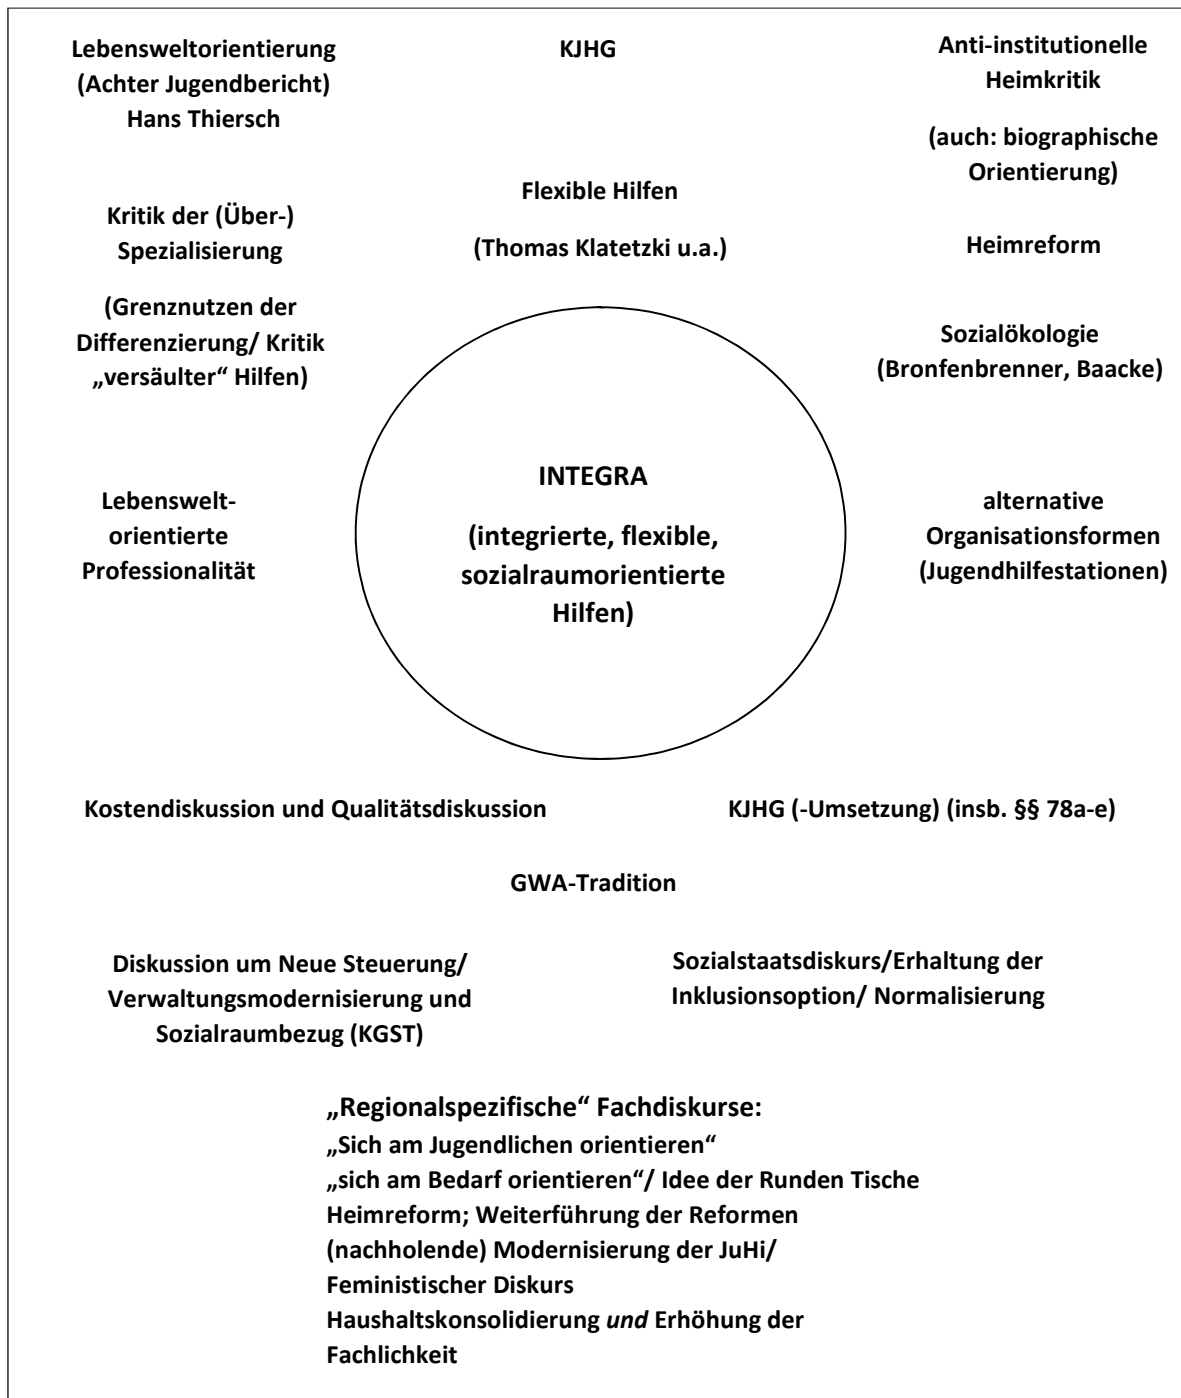 Lebensweltorientierung
(Achter Jugendbericht)
Hans Thiersch
KJHG
Anti-institutionelle
Heimkritik
(auch: biographische
Orientierung)
Flexible Hilfen
(Thomas Klatetzki u.a.)
Kritik der (Über-)
Spezialisierung
(Grenznutzen der
Differenzierung/ Kritik
„versäulter“ Hilfen)
Heimreform
Sozialökologie
(Bronfenbrenner, Baacke)
INTEGRA
(integrierte, flexible,
sozialraumorientierte
Hilfen)
Lebenswelt-
orientierte
Professionalität
alternative
Organisationsformen
(Jugendhilfestationen)
Kostendiskussion und Qualitätsdiskussion
KJHG (-Umsetzung) (insb. §§ 78a-e)
GWA-Tradition
Diskussion um Neue Steuerung/
Verwaltungsmodernisierung und
Sozialraumbezug (KGST)
Sozialstaatsdiskurs/Erhaltung der
Inklusionsoption/ Normalisierung
„Regionalspezifische“ Fachdiskurse:
„Sich am Jugendlichen orientieren“
„sich am Bedarf orientieren“/ Idee der Runden Tische
Heimreform; Weiterführung der Reformen
(nachholende) Modernisierung der JuHi/
Feministischer Diskurs
Haushaltskonsolidierung und Erhöhung der
Fachlichkeit